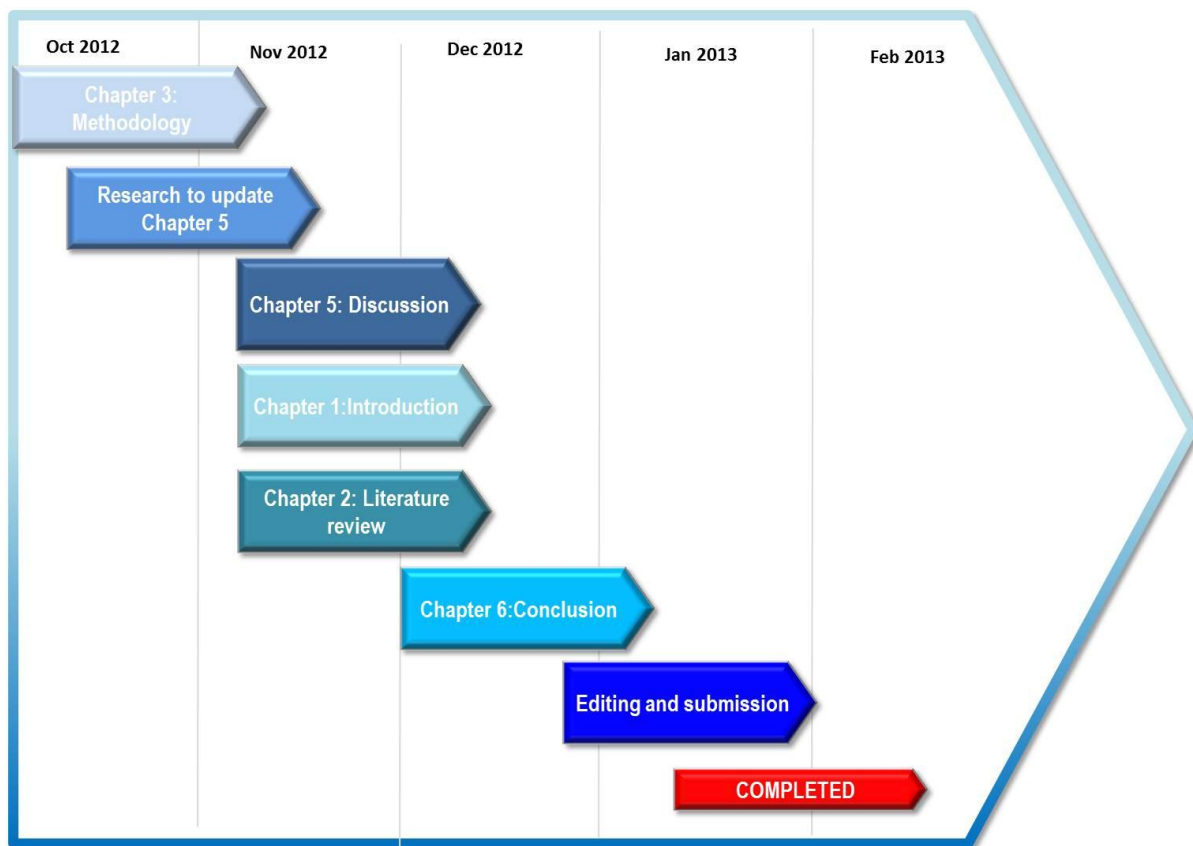 Oct 2012
Nov 2012
Dec 2012
Jan 2013
Feb 2013
Chapter 3:
Methodology
Research to update
Chapter 5
Chapter 5: Discussion
Chapter 1:Introduction
Chapter 2: Literature
review
Chapter 6:Conclusion
Editing and submission
COMPLETED